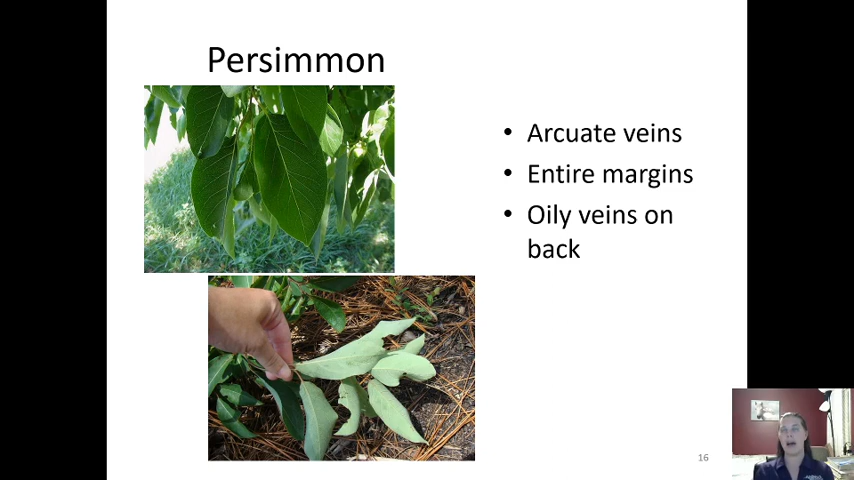 Persimmon
• Arcuate veins
• Entire margins
• Oily veins on
back
16